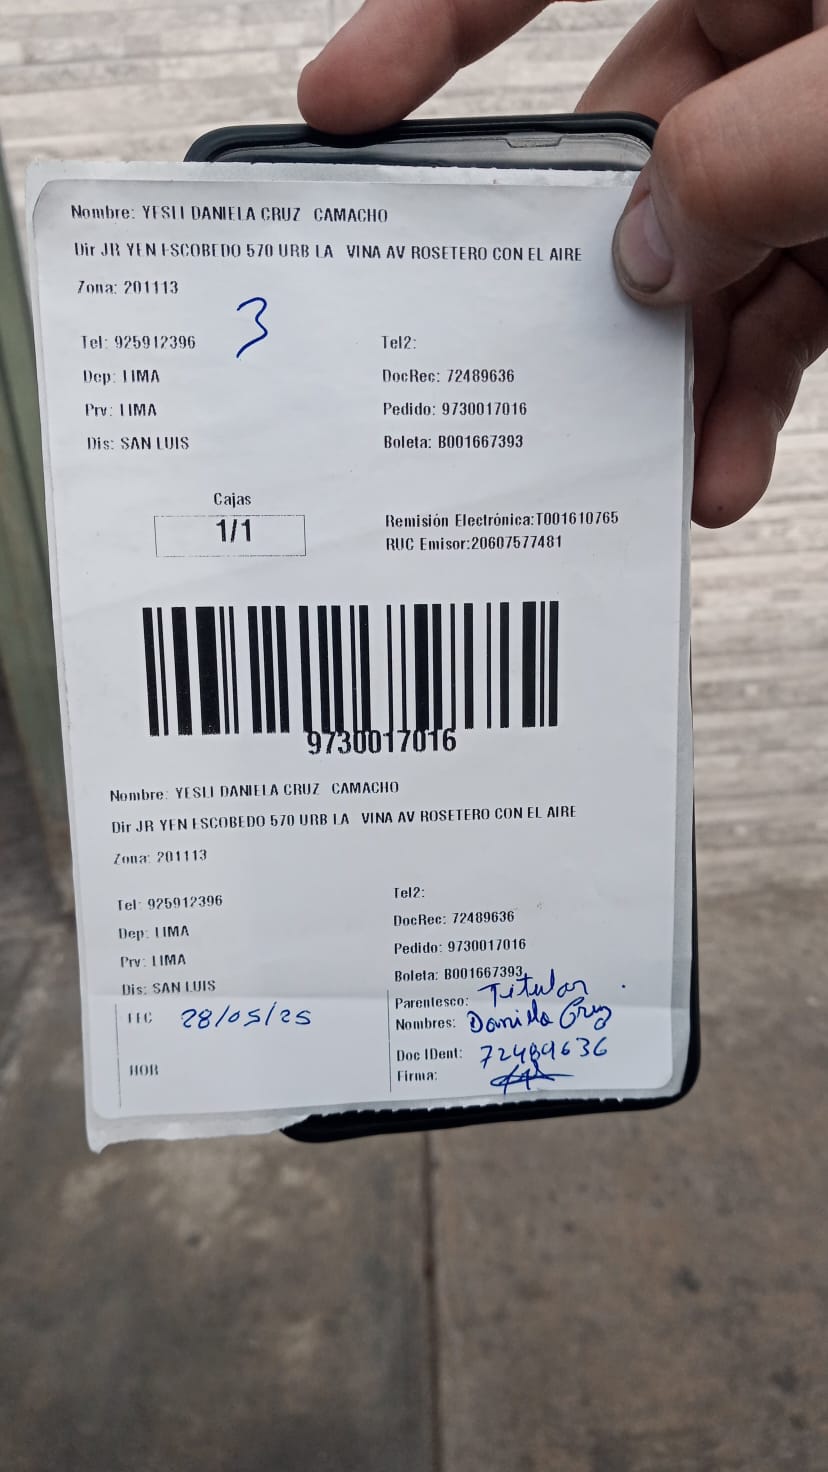 Nombre: YESLI DANIELA CRUZ CAMACHO
Dir JR YEN ESCOBEDO 570 URB LA VINA AV ROSETERO CON EL AIRE
Zona: 201113
3
Tel: 925912396 Tel2:
Dep: LIMA DocRec: 72489636
Prv: LIMA Pedido: 9730017016
Dis: SAN LUIS Boleta: B001667393
Cajas
1/1
Remisión Electrónica:T001610765
RUC Emisor:20607577481
9730017016
Nombre: YESLI DANIELA CRUZ CAMACHO
Dir JR YEN ESCOBEDO 570 URB LA VINA AV ROSETERO CON EL AIRE
Zona: 201113
Tel: 925912396 Tel2:
Dep: LIMA DocRec: 72489636
Prv: LIMA Pedido: 9730017016
Dis: SAN LUIS Boleta: B001667393
FEC 28/05/25 Parentesco: Titular
Nombres: Daniela Cruz
HOR Doc IDent: 72489636
Firma: